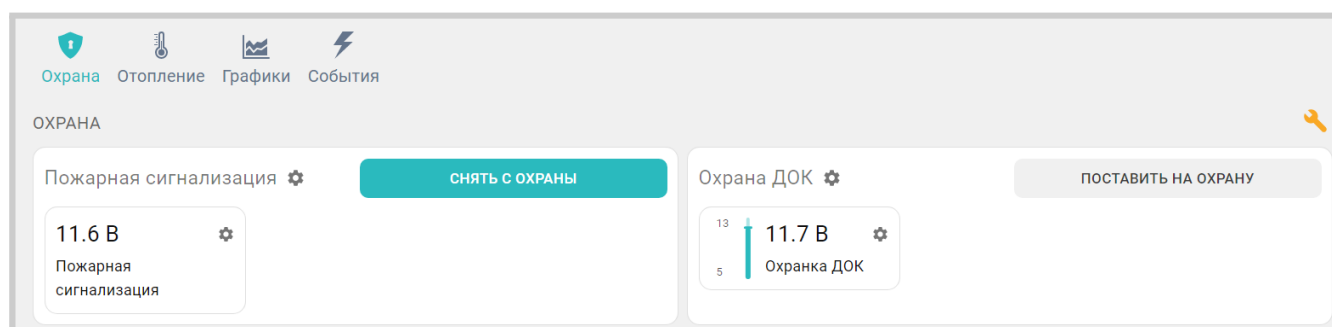 Охрана Отопление Графики События
ОХРАНА
Пожарная сигнализация СНЯТЬ С ОХРАНЫ
11.6 В
Пожарная
сигнализация
Охрана ДОК ПОСТАВИТЬ НА ОХРАНУ
13
11.7 В
5
Охранка ДОК